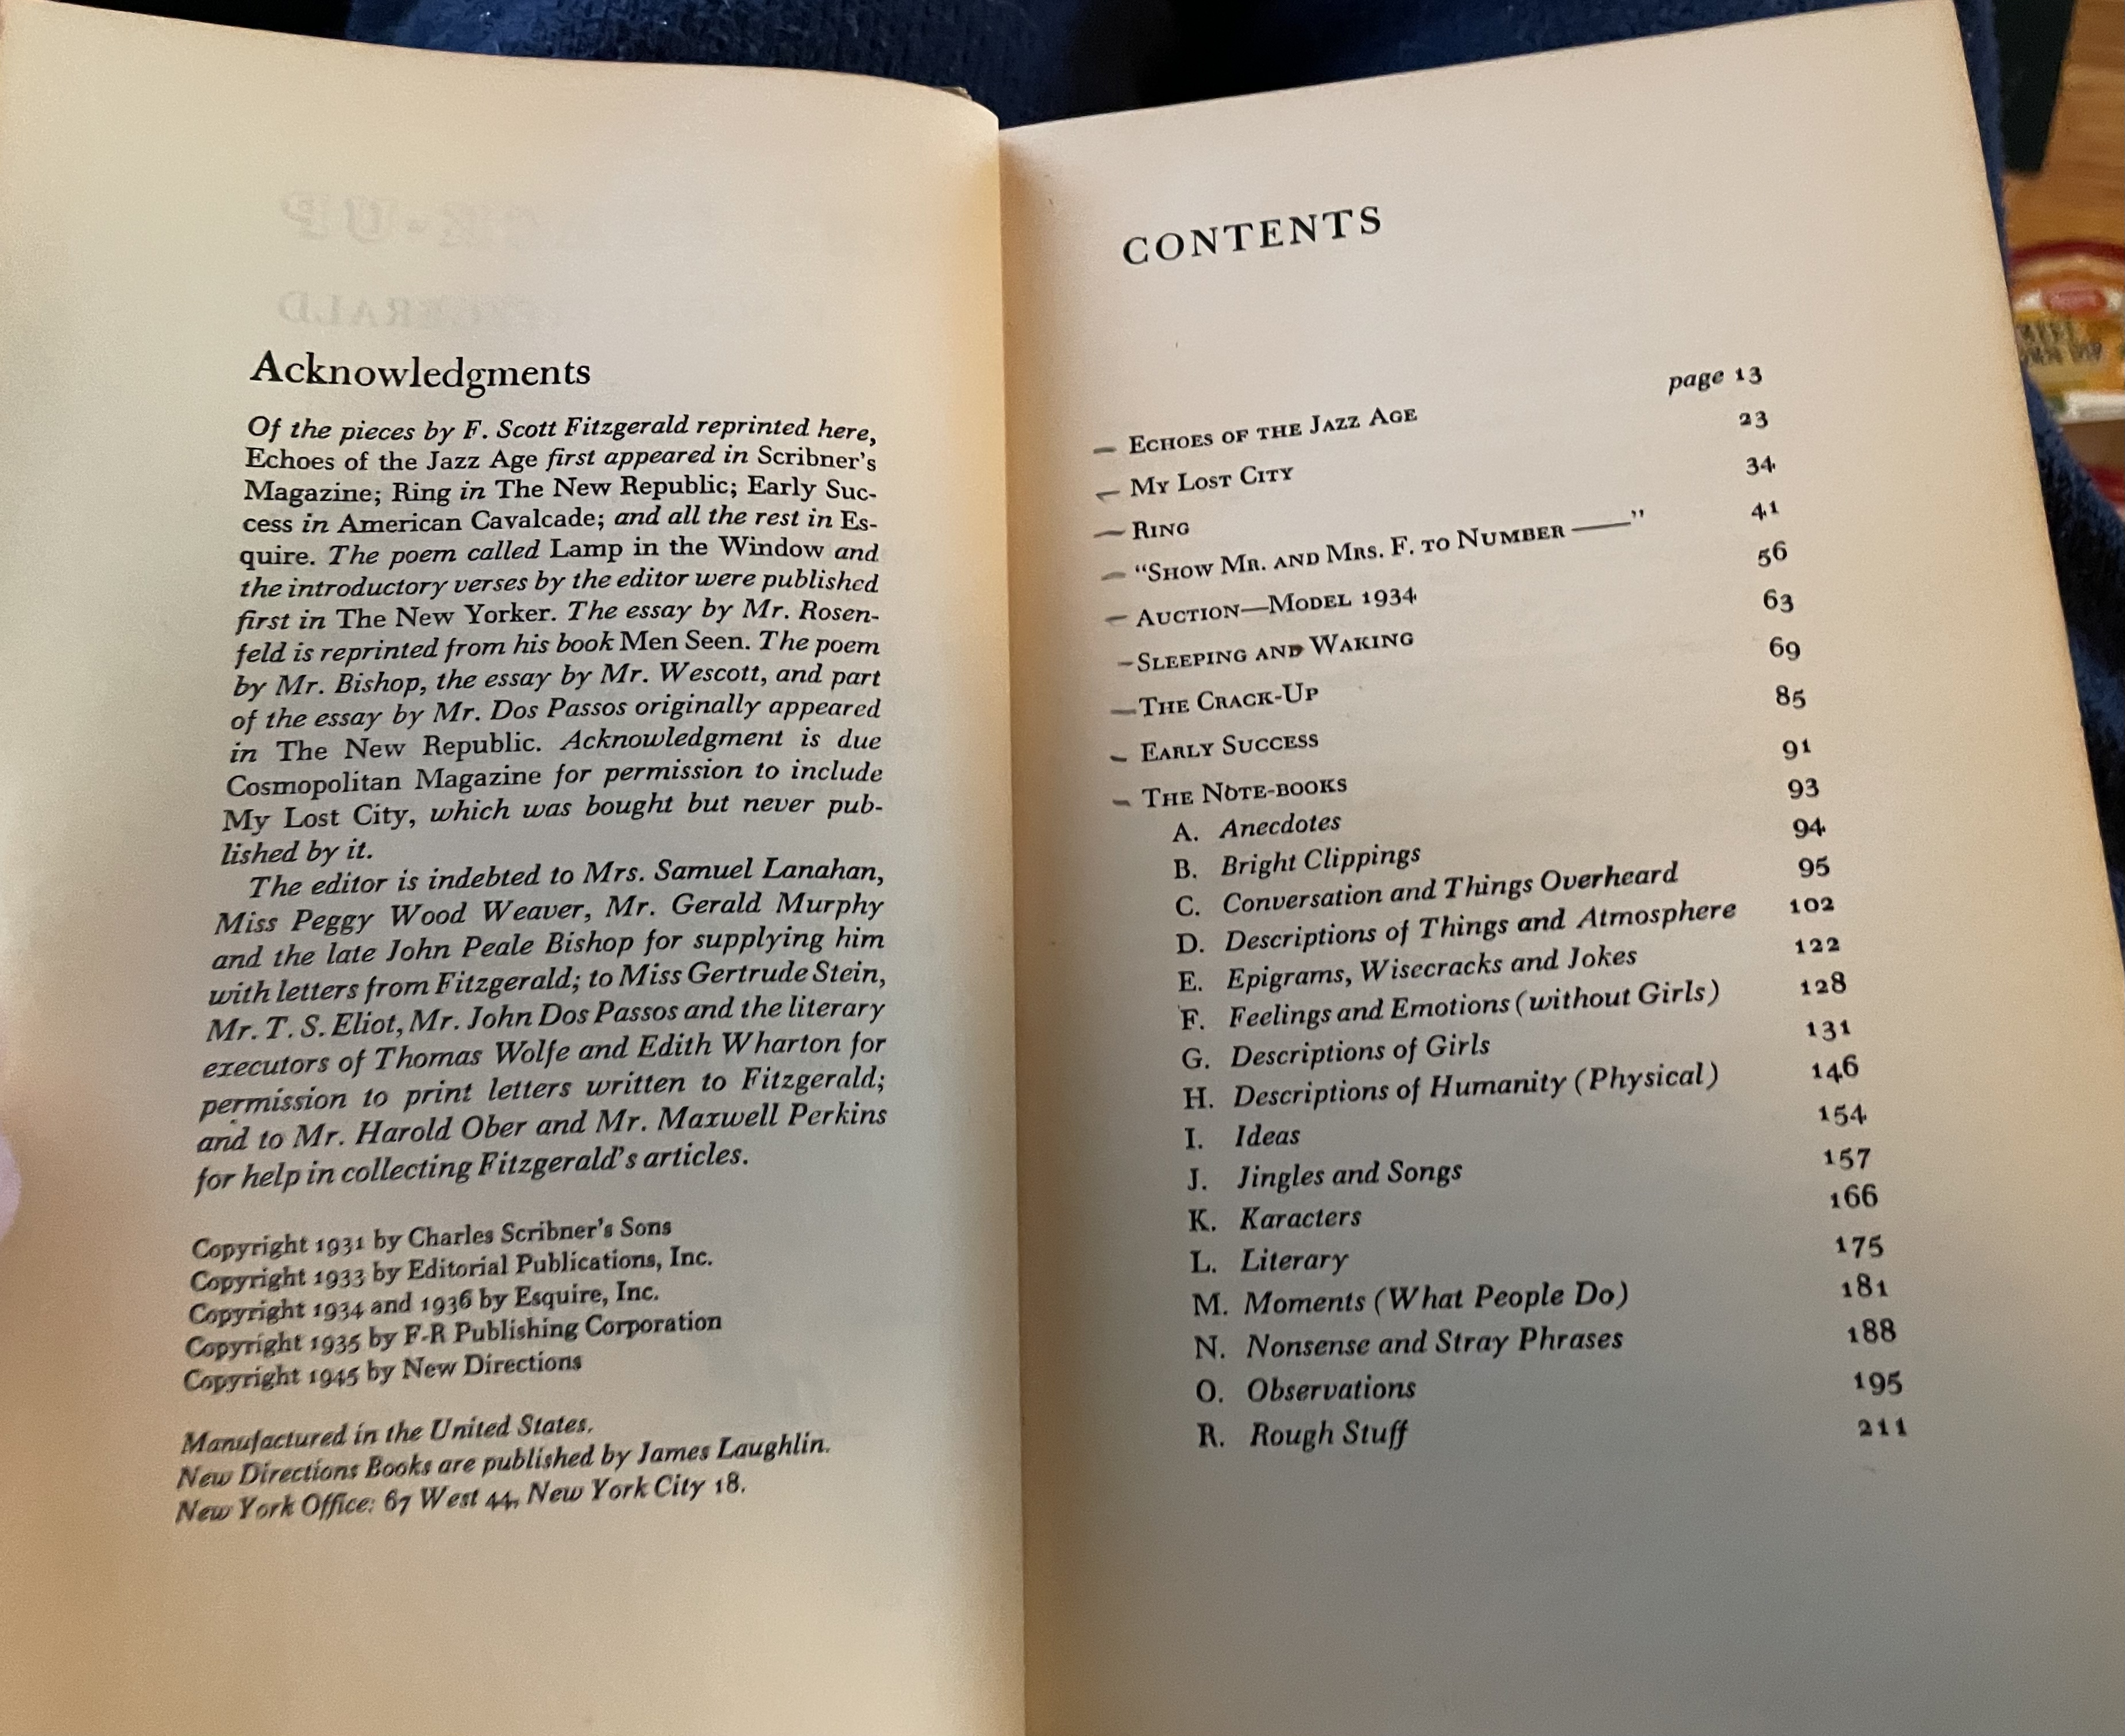 Acknowledgments
Of the pieces by F. Scott Fitzgerald reprinted here,
Echoes of the Jazz Age first appeared in Scribner's
Magazine; Ring in The New Republic; Early Suc-
cess in American Cavalcade; and all the rest in Es-
quire. The poem called Lamp in the Window and
the introductory verses by the editor were published
first in The New Yorker. The essay by Mr. Rosen-
feld is reprinted from his book Men Seen. The poem
by Mr. Bishop, the essay by Mr. Wescott, and part
of the essay by Mr. Dos Passos originally appeared
in The New Republic. Acknowledgment is due
Cosmopolitan Magazine for permission to include
My Lost City, which was bought but never pub-
lished by it.
The editor is indebted to Mrs. Samuel Lanahan,
Miss Peggy Wood Weaver, Mr. Gerald Murphy
and the late John Peale Bishop for supplying him
with letters from Fitzgerald; to Miss Gertrude Stein,
Mr. T. S. Eliot, Mr. John Dos Passos and the literary
executors of Thomas Wolfe and Edith Wharton for
permission to print letters written to Fitzgerald;
and to Mr. Harold Ober and Mr. Maxwell Perkins
for help in collecting Fitzgerald's articles.
Copyright 1931 by Charles Scribner's Sons
Copyright 1933 by Editorial Publications, Inc.
Copyright 1934 and 1936 by Esquire, Inc.
Copyright 1935 by F-R Publishing Corporation
Copyright 1945 by New Directions
Manufactured in the United States.
New Directions Books are published by James Laughlin.
New York Office: 67 West 44, New York City 18.
CONTENTS
Echoes of the Jazz Age page 13
My Lost City 23
Ring 34
"Show Mr. and Mrs. F. to Number ——" 41
Auction—Model 1934 56
Sleeping and Waking 63
The Crack-Up 69
Early Success 85
The Note-books 91
A. Anecdotes 93
B. Bright Clippings 94
C. Conversation and Things Overheard 95
D. Descriptions of Things and Atmosphere 102
E. Epigrams, Wisecracks and Jokes 122
F. Feelings and Emotions (without Girls) 128
G. Descriptions of Girls 131
H. Descriptions of Humanity (Physical) 146
I. Ideas 154
J. Jingles and Songs 157
K. Karacters 166
L. Literary 175
M. Moments (What People Do) 181
N. Nonsense and Stray Phrases 188
O. Observations 195
R. Rough Stuff 211